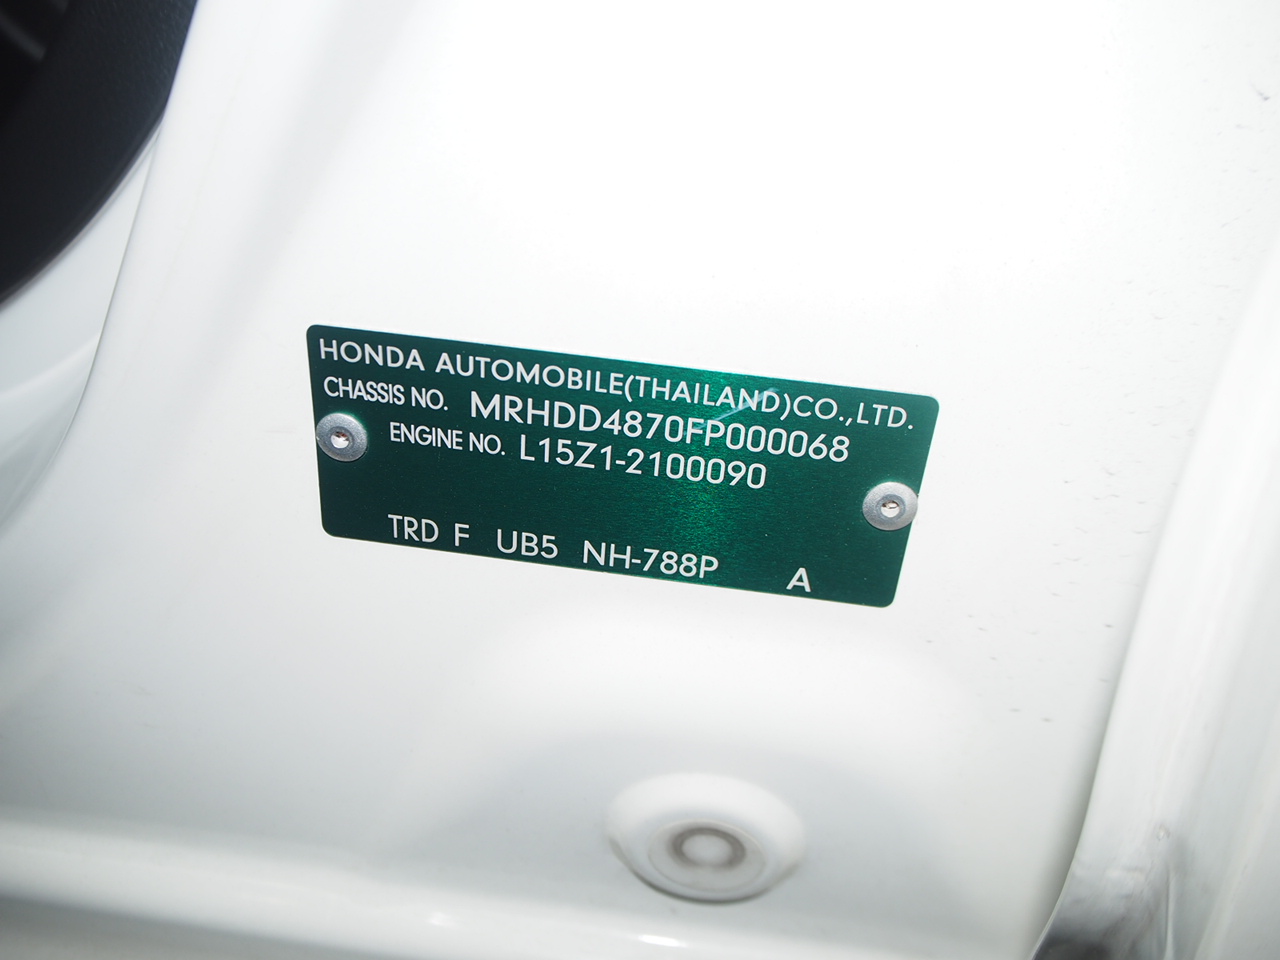 HONDA AUTOMOBILE(THAILAND)CO.,LTD.
CHASSIS NO. MRHDD4870FP000068
ENGINE NO. L15Z1-2100090
TRD F UB5 NH-788P A